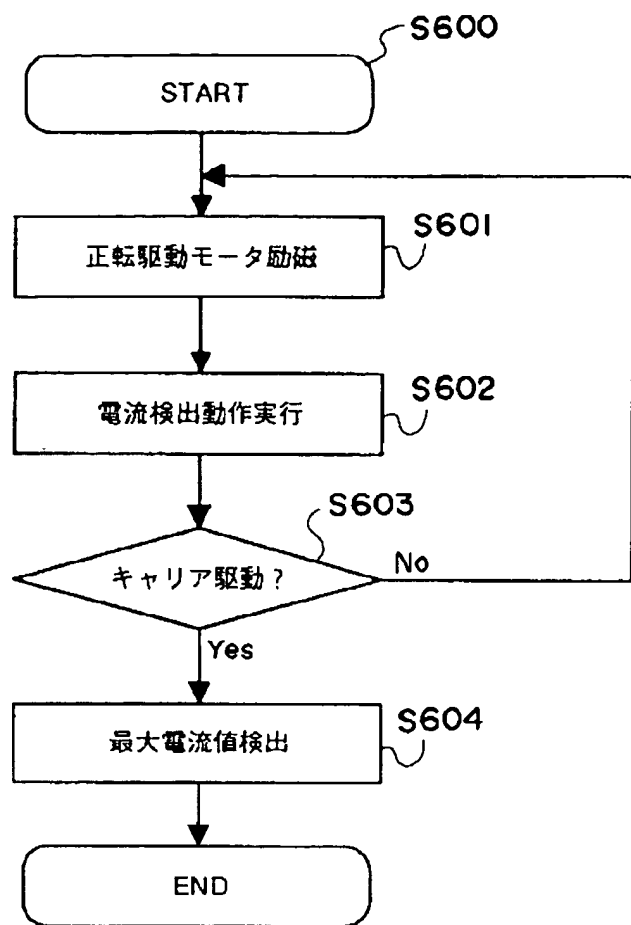 S600
START
S601
正転駆動モータ励磁
S602
電流検出動作実行
S603
キャリア駆動?
No
Yes
S604
最大電流値検出
END